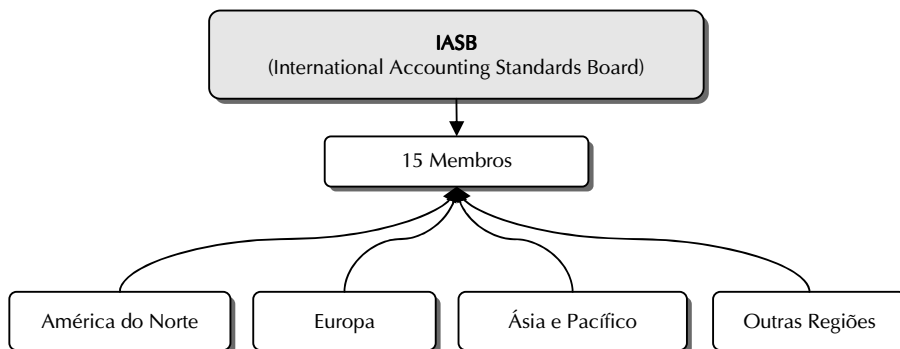 IASB
(International Accounting Standards Board)
15 Membros
América do Norte
Europa
Ásia e Pacífico
Outras Regiões